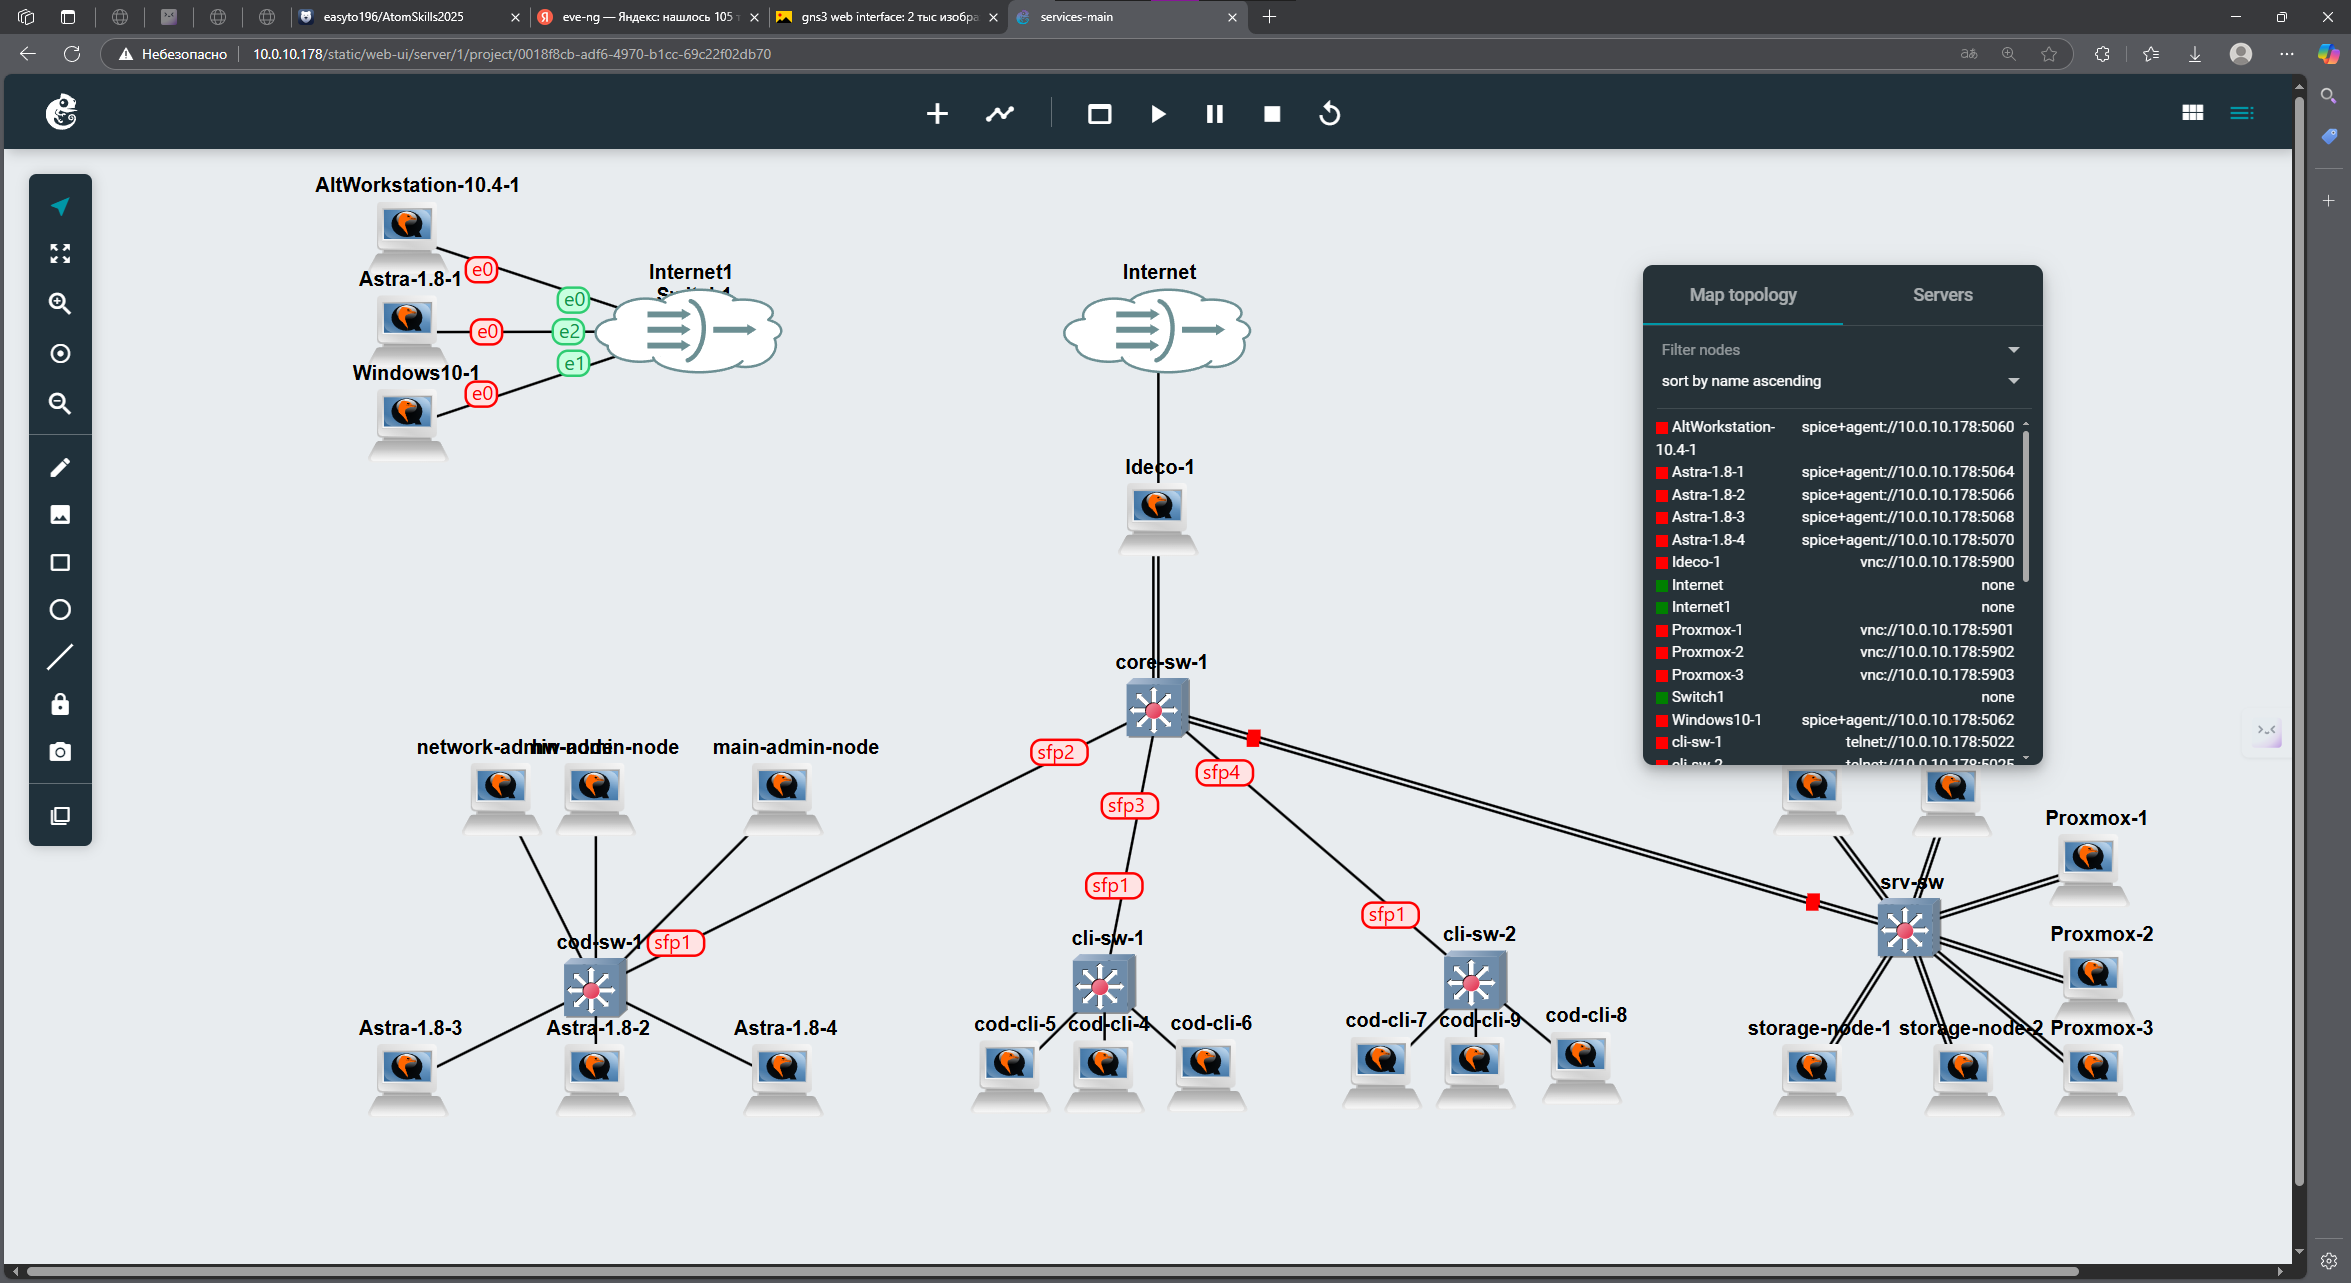 easyto196/AtomSkills2025
eve-ng — Яндекс: нашлось 105 т
gns3 web interface: 2 тыс изобра
services-main
Небезопасно
10.0.10.178/static/web-ui/server/1/project/0018f8cb-adf6-4970-b1cc-69c22f02db70
AltWorkstation-10.4-1
e0
Astra-1.8-1
e0
e0
e2
Windows10-1
e0
e1
Internet1
Internet
Ideco-1
Map topology
Servers
Filter nodes
sort by name ascending
AltWorkstation-10.4-1 spice+agent://10.0.10.178:5060
Astra-1.8-1 spice+agent://10.0.10.178:5064
Astra-1.8-2 spice+agent://10.0.10.178:5066
Astra-1.8-3 spice+agent://10.0.10.178:5068
Astra-1.8-4 spice+agent://10.0.10.178:5070
Ideco-1 vnc://10.0.10.178:5900
Internet none
Internet1 none
Proxmox-1 vnc://10.0.10.178:5901
Proxmox-2 vnc://10.0.10.178:5902
Proxmox-3 vnc://10.0.10.178:5903
Switch1 none
Windows10-1 spice+agent://10.0.10.178:5062
cli-sw-1 telnet://10.0.10.178:5022
cli-sw-2 telnet://10.0.10.178:5025
core-sw-1
sfp2
sfp3
sfp4
sfp1
sfp1
sfp1
main-admin-node
cod-sw-1
cli-sw-1
cli-sw-2
srv-sw
Proxmox-1
Proxmox-2
Astra-1.8-3
Astra-1.8-2
Astra-1.8-4
cod-cli-5
cod-cli-4
cod-cli-6
cod-cli-7
cod-cli-9
cod-cli-8
storage-node-1
storage-node-2
Proxmox-3